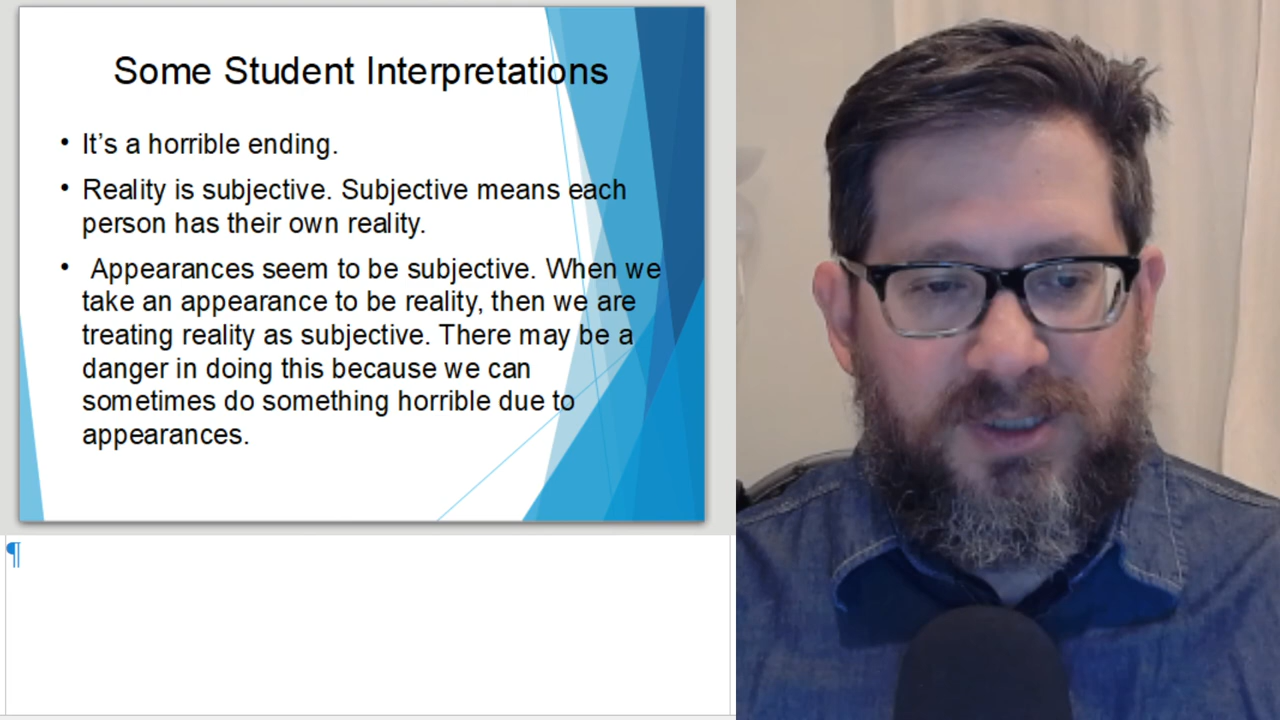 Some Student Interpretations
• It’s a horrible ending.
• Reality is subjective. Subjective means each
person has their own reality.
• Appearances seem to be subjective. When we
take an appearance to be reality, then we are
treating reality as subjective. There may be a
danger in doing this because we can
sometimes do something horrible due to
appearances.
¶